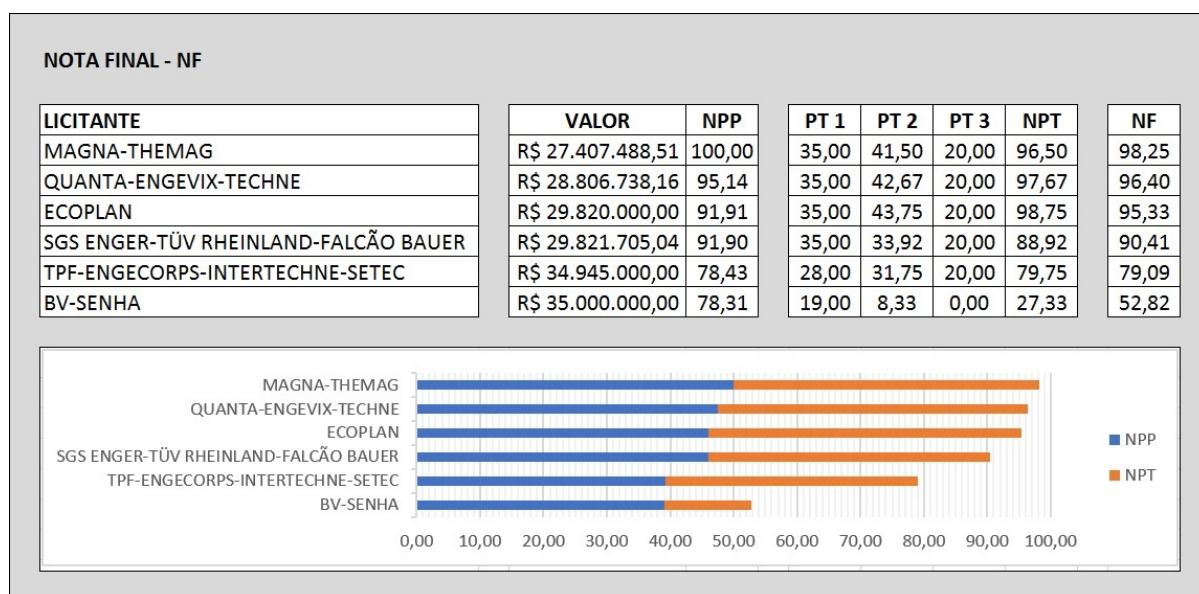 NOTA FINAL - NF
LICITANTE VALOR NPP PT 1 PT 2 PT 3 NPT NF
MAGNA-THEMAG R$ 27.407.488,51 100,00 35,00 41,50 20,00 96,50 98,25
QUANTA-ENGEVIX-TECHNE R$ 28.806.738,16 95,14 35,00 42,67 20,00 97,67 96,40
ECOPLAN R$ 29.820.000,00 91,91 35,00 43,75 20,00 98,75 95,33
SGS ENGER-TÜV RHEINLAND-FALCÃO BAUER R$ 29.821.705,04 91,90 35,00 33,92 20,00 88,92 90,41
TPF-ENGECORPS-INTERTECHNE-SETEC R$ 34.945.000,00 78,43 28,00 31,75 20,00 79,75 79,09
BV-SENHA R$ 35.000.000,00 78,31 19,00 8,33 0,00 27,33 52,82
MAGNA-THEMAG
QUANTA-ENGEVIX-TECHNE
ECOPLAN
SGS ENGER-TÜV RHEINLAND-FALCÃO BAUER
TPF-ENGECORPS-INTERTECHNE-SETEC
BV-SENHA
0,00 10,00 20,00 30,00 40,00 50,00 60,00 70,00 80,00 90,00 100,00
NPP
NPT